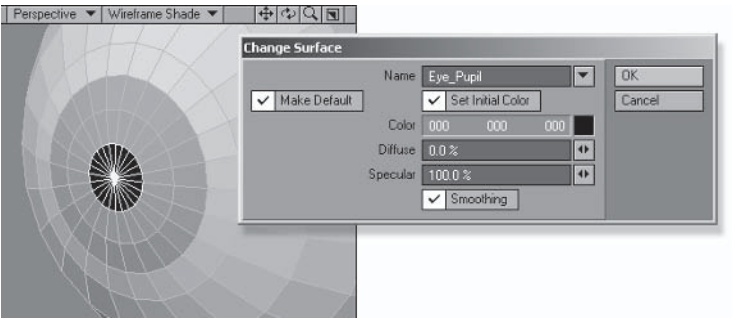 Perspective Wireframe Shade
Change Surface
Name Eye_Pupil OK
Make Default Set Initial Color Cancel
Color 000 000 000
Diffuse 0.0 %
Specular 100.0 %
Smoothing